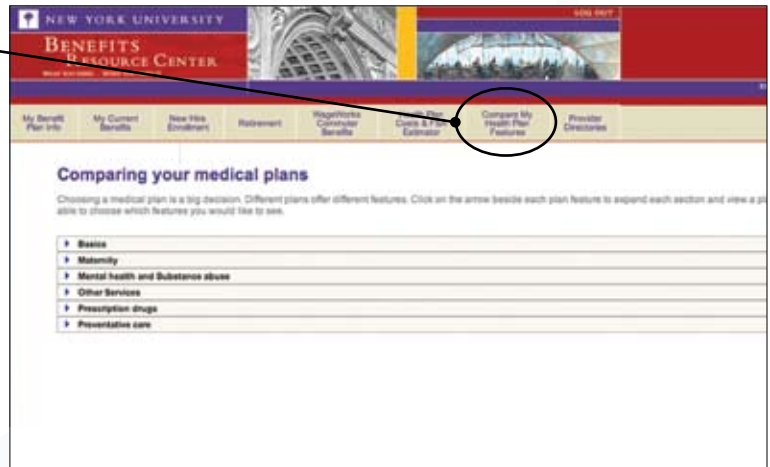 LOG OUT
NEW YORK UNIVERSITY
BENEFITS
RESOURCE CENTER
My Benefit
Plan Info
My Current
Benefits
New Hire
Enrollment
Retirement
WageWorks
Commuter
Benefits
Health Plan
Costs & FSA
Estimator
Compare My
Health Plan
Features
Provider
Directories
Comparing your medical plans
Choosing a medical plan is a big decision. Different plans offer different features. Click on the arrow beside each plan feature to expand each section and view a
able to choose which features you would like to see.
Basics
Maternity
Mental health and Substance abuse
Other Services
Prescription drugs
Preventative care